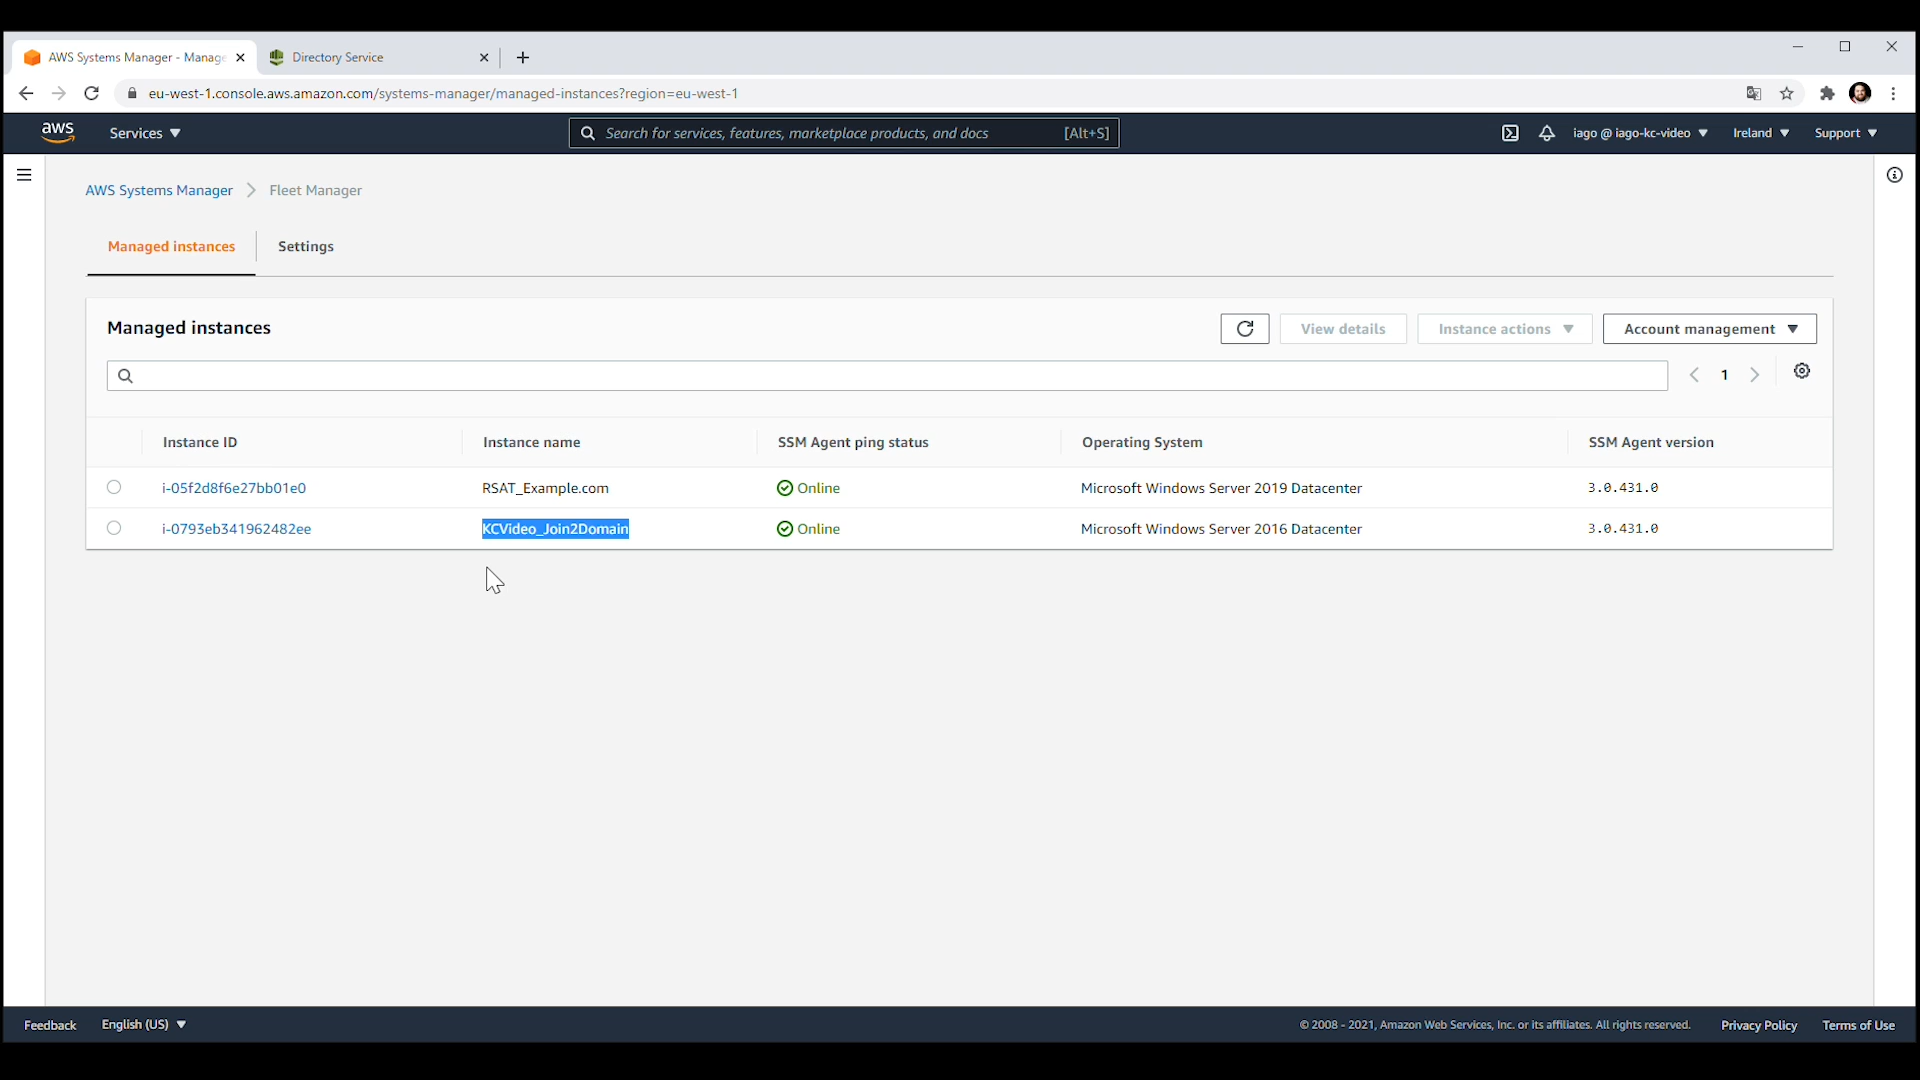 AWS Systems Manager - Manage
Directory Service
eu-west-1.console.aws.amazon.com/systems-manager/managed-instances?region=eu-west-1
aws
Services
Search for services, features, marketplace products, and docs
[Alt+S]
iago @ iago-kc-video
Ireland
Support
AWS Systems Manager
Fleet Manager
Managed instances
Settings
Managed instances
View details
Instance actions
Account management
1
Instance ID
Instance name
SSM Agent ping status
Operating System
SSM Agent version
i-05f2d8f6e27bb01e0
RSAT_Example.com
Online
Microsoft Windows Server 2019 Datacenter
3.0.431.0
i-0793eb341962482ee
KCVideo_Join2Domain
Online
Microsoft Windows Server 2016 Datacenter
3.0.431.0
Feedback
English (US)
© 2008 - 2021, Amazon Web Services, Inc. or its affiliates. All rights reserved.
Privacy Policy
Terms of Use